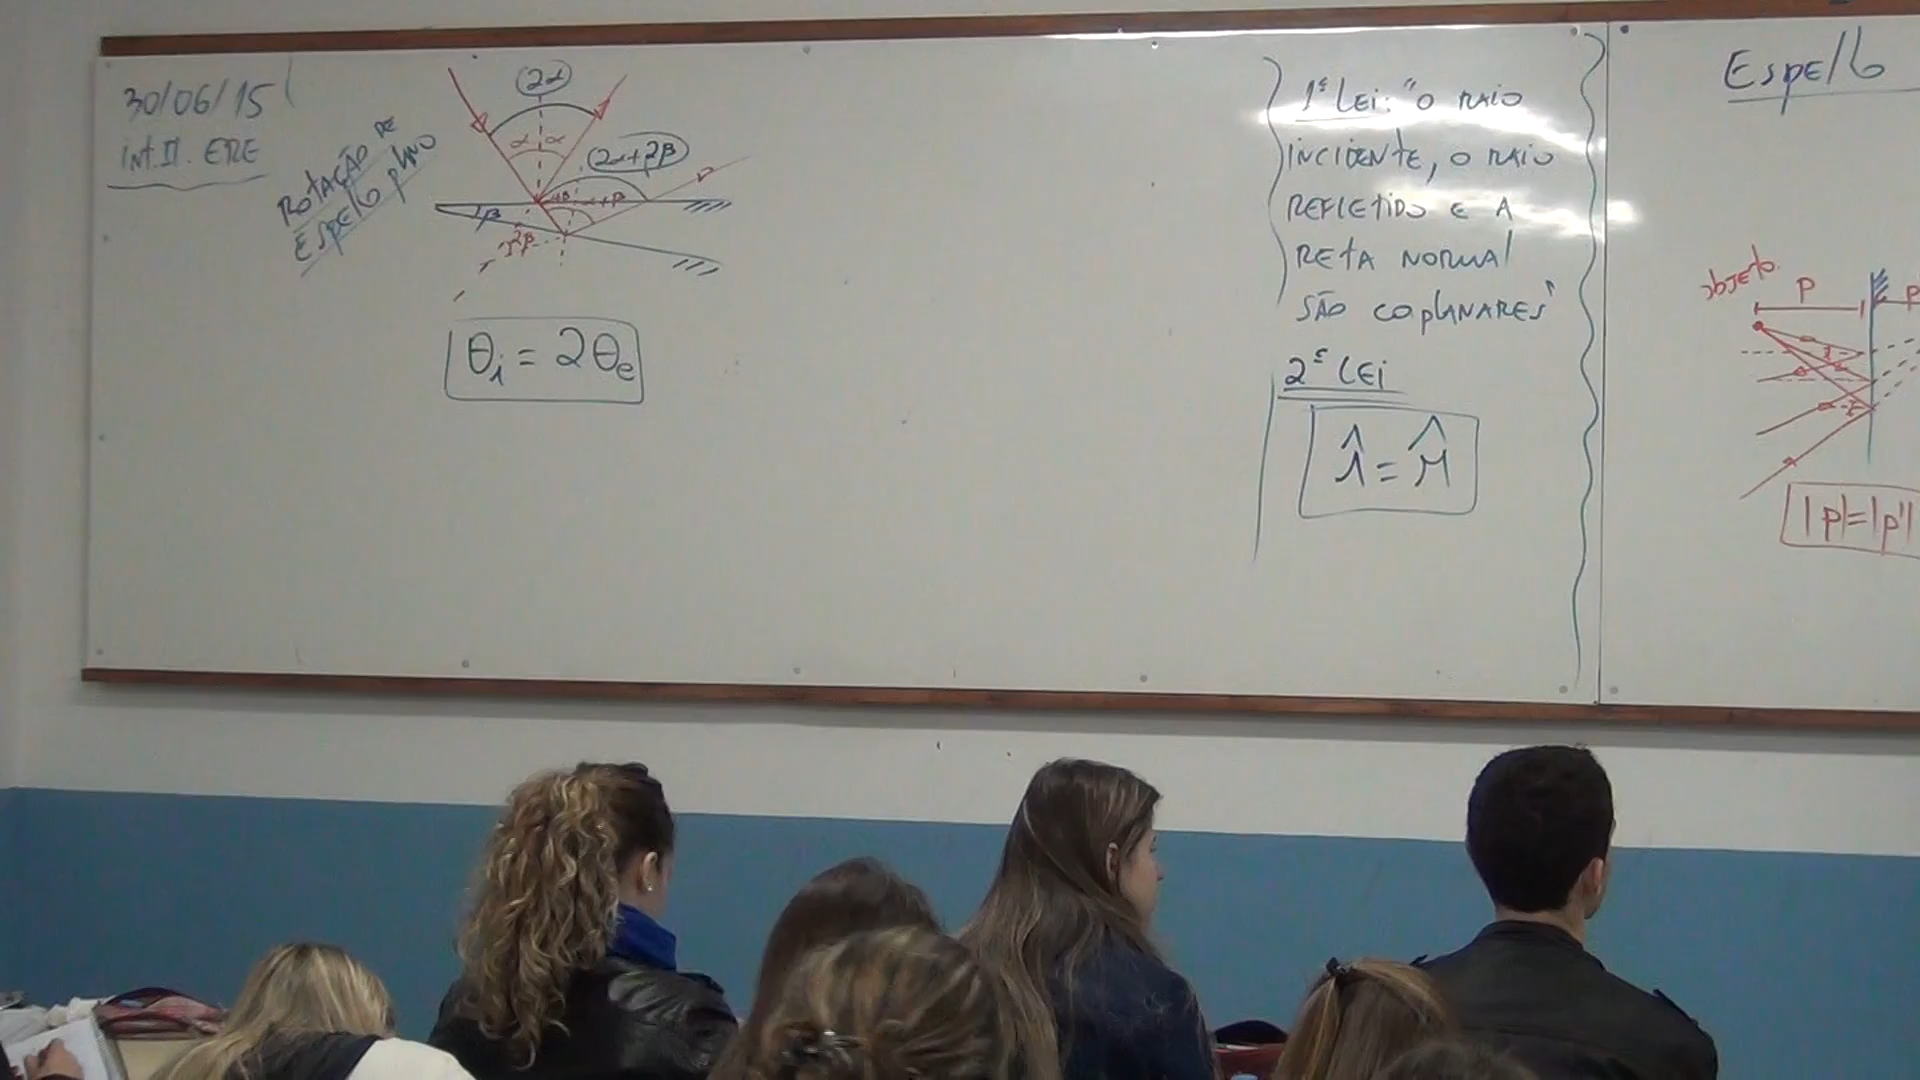 30/06/15
int. II. ERE
ROTAÇÃO DE
Espelho plano
2α
α α
2α+2β
α+β
β
2β
θi = 2θe
1ª Lei: "O RAIO
INCIDENTE, O RAIO
REFLETIDO E A
RETA NORMAL
SÃO COPLANARES"
2ª LEI
î = r̂
Espelho
objeto
P
P
|p|=|p'|